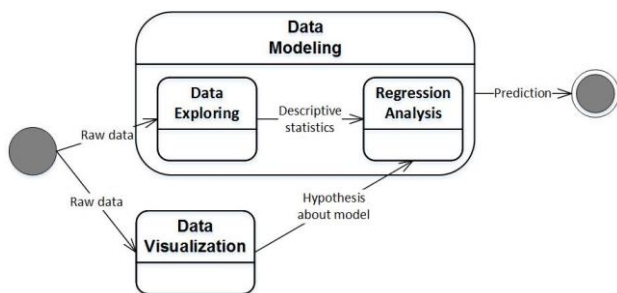 Data
Modeling
Data
Exploring
Regression
Analysis
Descriptive
statistics
Prediction
Raw data
Raw data
Hypothesis
about model
Data
Visualization